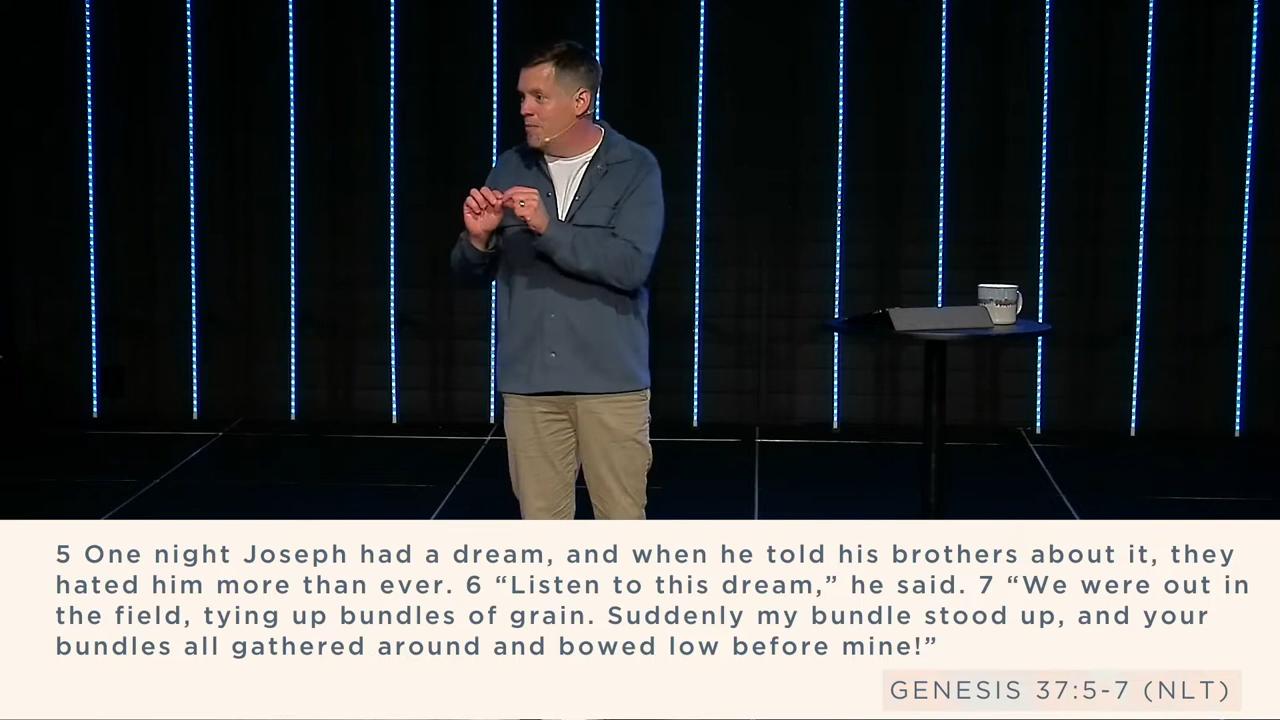 5 One night Joseph had a dream, and when he told his brothers about it, they
hated him more than ever. 6 “Listen to this dream,” he said. 7 “We were out in
the field, tying up bundles of grain. Suddenly my bundle stood up, and your
bundles all gathered around and bowed low before mine!”
GENESIS 37:5-7 (NLT)